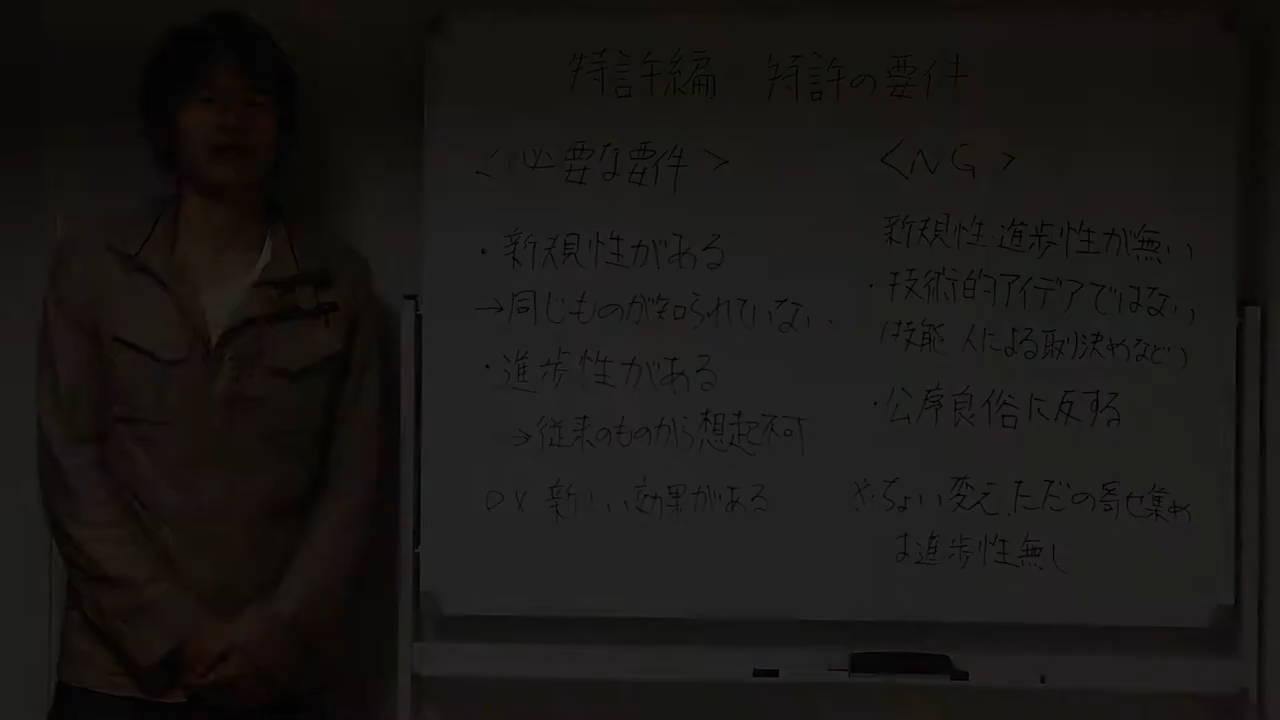 特許編 特許の要件
<必要な要件>
・新規性がある
→同じものが知られていない.
・進歩性がある
→従来のものから想起不可
or 新しい効果がある
<NG>
新規性・進歩性が無い
・技術的アイデアではない
(技能 人による取り決めなど)
・公序良俗に反する
※ちょい変え、ただの寄せ集め
は進歩性無し